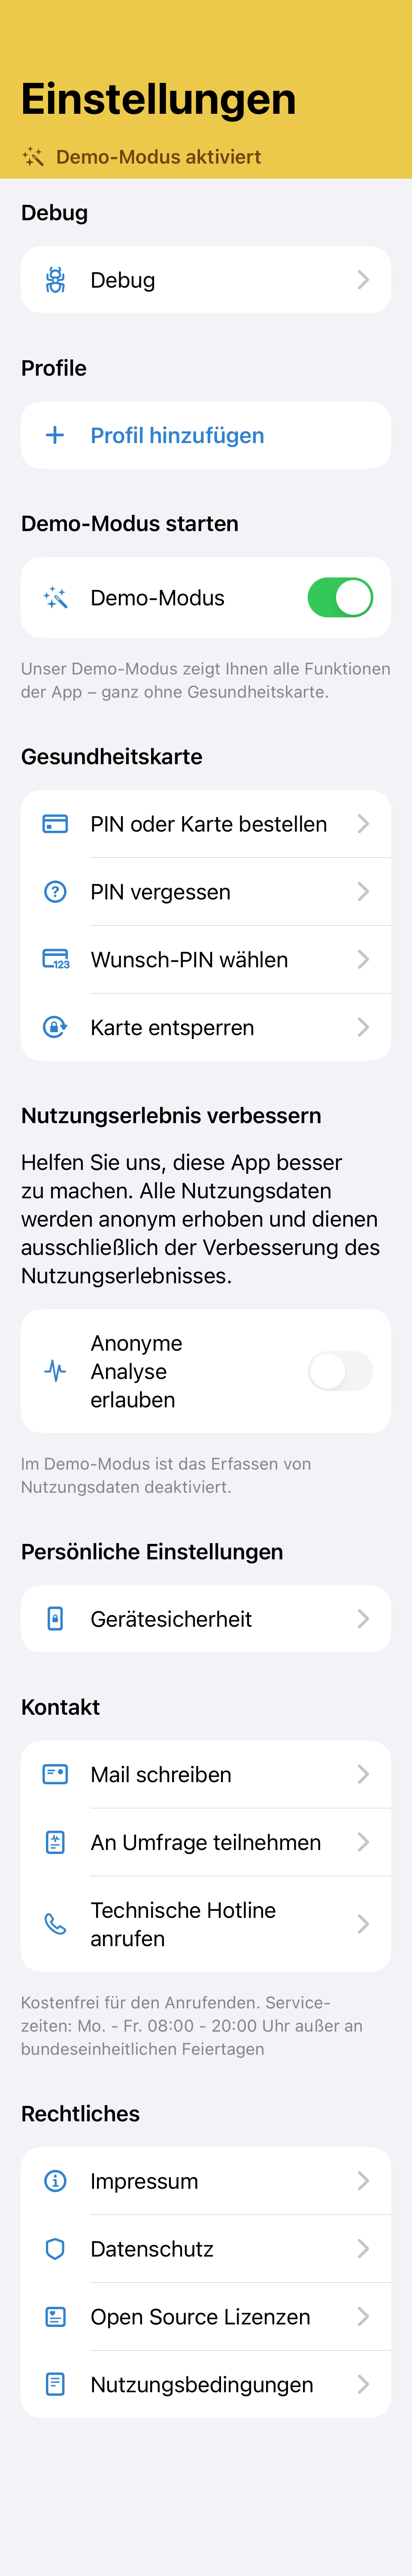 Einstellungen
Demo-Modus aktiviert
Debug
Debug
Profile
Profil hinzufügen
Demo-Modus starten
Demo-Modus
Unser Demo-Modus zeigt Ihnen alle Funktionen
der App – ganz ohne Gesundheitskarte.
Gesundheitskarte
PIN oder Karte bestellen
PIN vergessen
123
Wunsch-PIN wählen
Karte entsperren
Nutzungserlebnis verbessern
Helfen Sie uns, diese App besser
zu machen. Alle Nutzungsdaten
werden anonym erhoben und dienen
ausschließlich der Verbesserung des
Nutzungserlebnisses.
Anonyme
Analyse
erlauben
Im Demo-Modus ist das Erfassen von
Nutzungsdaten deaktiviert.
Persönliche Einstellungen
Gerätesicherheit
Kontakt
Mail schreiben
An Umfrage teilnehmen
Technische Hotline
anrufen
Kostenfrei für den Anrufenden. Service-
zeiten: Mo. - Fr. 08:00 - 20:00 Uhr außer an
bundeseinheitlichen Feiertagen
Rechtliches
Impressum
Datenschutz
Open Source Lizenzen
Nutzungsbedingungen